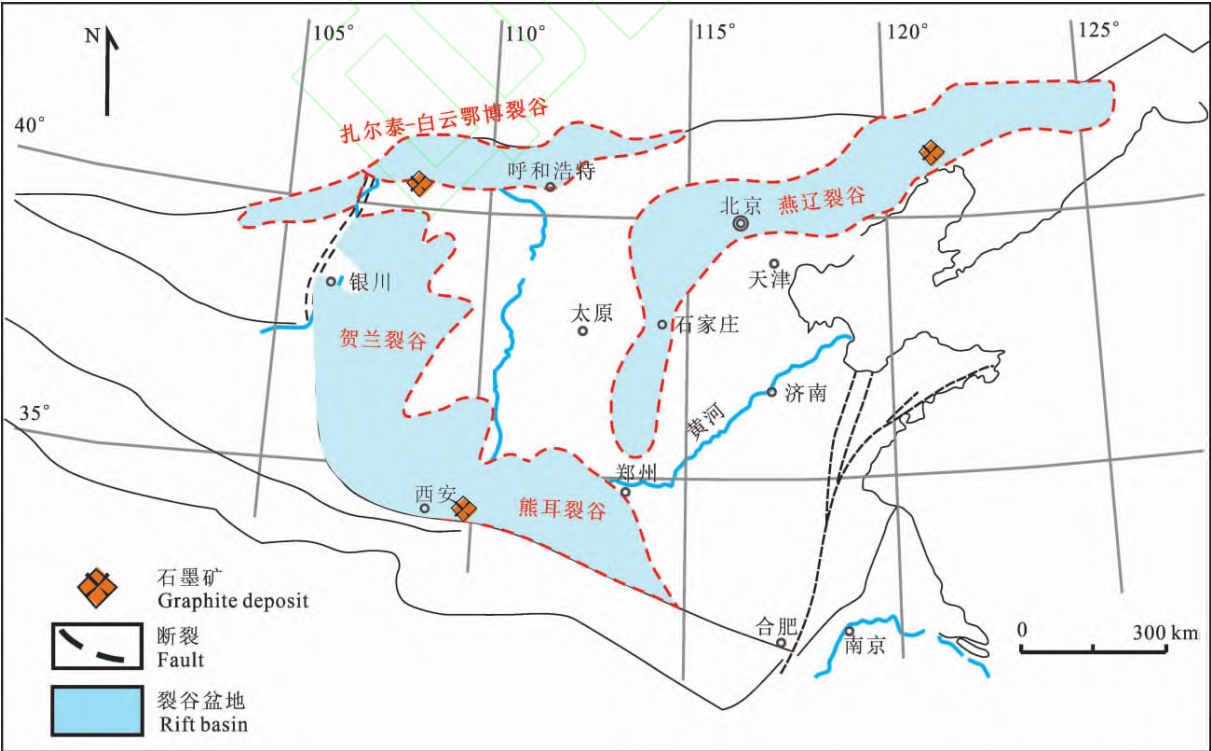 105°
110°
115°
120°
125°
N
40°
扎尔泰-白云鄂博裂谷
呼和浩特
北京
燕辽裂谷
天津
银川
太原
石家庄
贺兰裂谷
济南
35°
黄河
郑州
西安
熊耳裂谷
石墨矿
Graphite deposit
断裂
Fault
裂谷盆地
Rift basin
合肥
南京
0
300 km